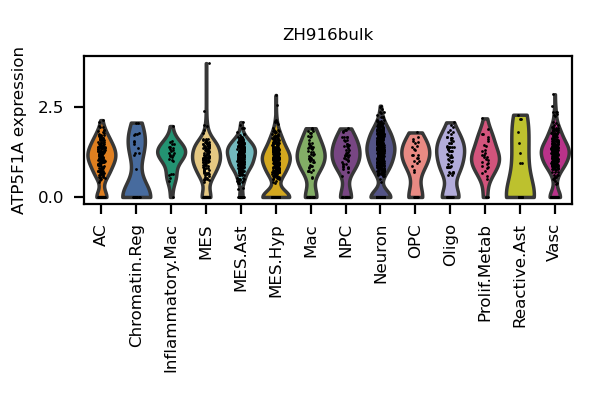 ZH916bulk
ATP5F1A expression
2.5
0.0
AC
Chromatin.Reg
Inflammatory.Mac
MES
MES.Ast
MES.Hyp
Mac
NPC
Neuron
OPC
Oligo
Prolif.Metab
Reactive.Ast
Vasc